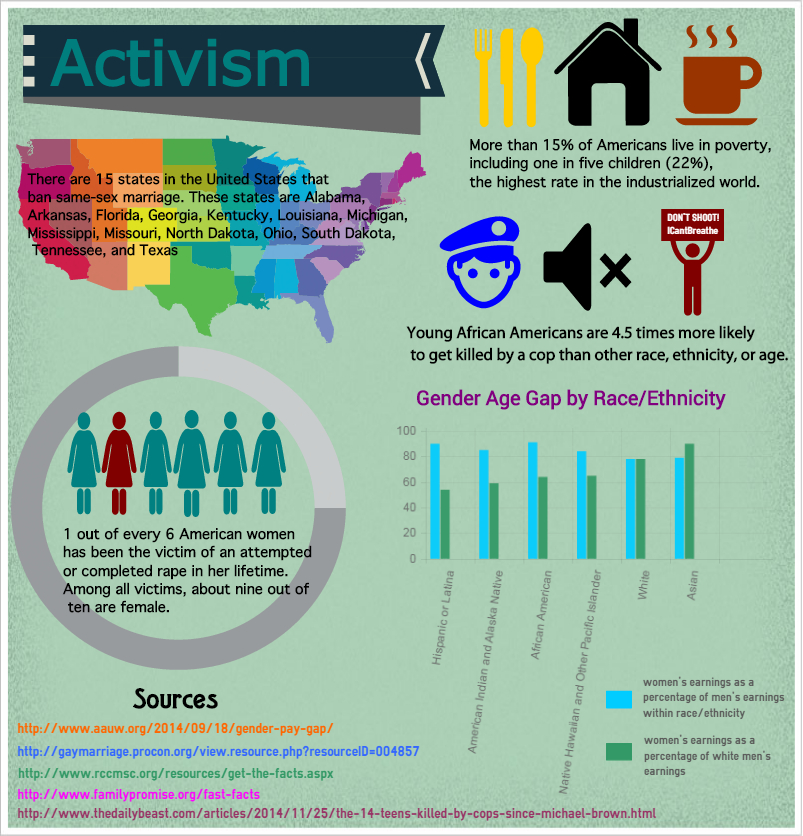 Activism
More than 15% of Americans live in poverty,
including one in five children (22%),
the highest rate in the industrialized world.
There are 15 states in the United States that
ban same-sex marriage. These states are Alabama,
Arkansas, Florida, Georgia, Kentucky, Louisiana, Michigan,
Mississippi, Missouri, North Dakota, Ohio, South Dakota,
Tennessee, and Texas
DON'T SHOOT!
ICantBreathe
Young African Americans are 4.5 times more likely
to get killed by a cop than other race, ethnicity, or age.
1 out of every 6 American women
has been the victim of an attempted
or completed rape in her lifetime.
Among all victims, about nine out of
ten are female.
Gender Age Gap by Race/Ethnicity
100
80
60
40
20
0
Hispanic or Latina
American Indian and Alaska Native
African American
Native Hawaiian and Other Pacific Islander
White
Asian
women's earnings as a
percentage of men's earnings
within race/ethnicity
women's earnings as a
percentage of white men's
earnings
Sources
http://www.aauw.org/2014/09/18/gender-pay-gap/
http://gaymarriage.procon.org/view.resource.php?resourceID=004857
http://www.rccmsc.org/resources/get-the-facts.aspx
http://www.familypromise.org/fast-facts
http://www.thedailybeast.com/articles/2014/11/25/the-14-teens-killed-by-cops-since-michael-brown.html